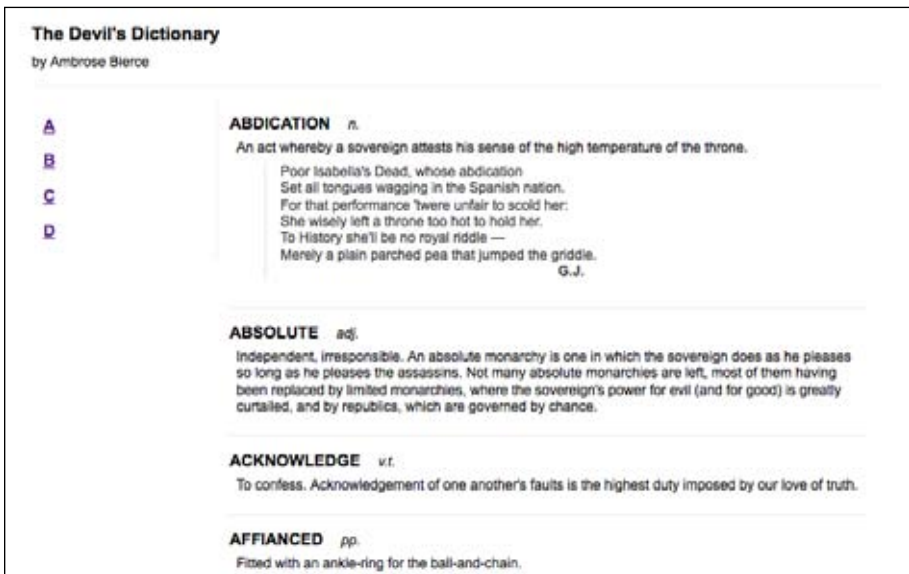 The Devil's Dictionary
by Ambrose Bierce
A
B
C
D
ABDICATION n.
An act whereby a sovereign attests his sense of the high temperature of the throne.
Poor Isabella's Dead, whose abdication
Set all tongues wagging in the Spanish nation.
For that performance 'twere unfair to scold her:
She wisely left a throne too hot to hold her.
To History she'll be no royal riddle —
Merely a plain parched pea that jumped the griddle.
G.J.
ABSOLUTE adj.
Independent, irresponsible. An absolute monarchy is one in which the sovereign does as he pleases
so long as he pleases the assassins. Not many absolute monarchies are left, most of them having
been replaced by limited monarchies, where the sovereign's power for evil (and for good) is greatly
curtailed, and by republics, which are governed by chance.
ACKNOWLEDGE v.t.
To confess. Acknowledgement of one another's faults is the highest duty imposed by our love of truth.
AFFIANCED pp.
Fitted with an ankle-ring for the ball-and-chain.